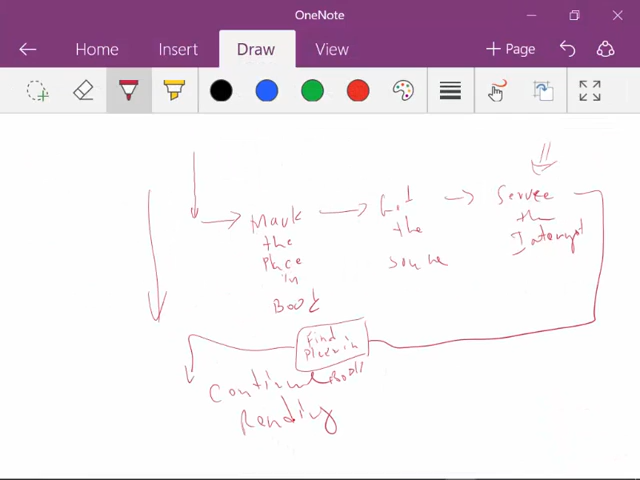 OneNote
Home Insert Draw View + Page
Mark
the
Place
in
Book
the
Source
Service
the
Interrupt
Find
Place in
Book
Continue
Reading